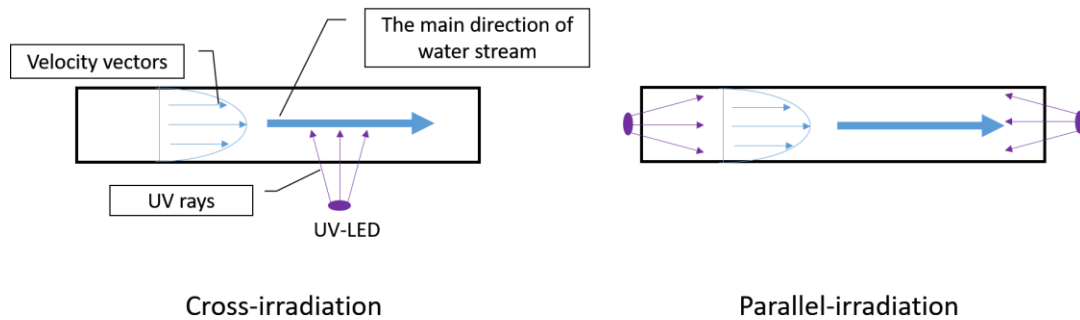 The main direction of
water stream
Velocity vectors
UV rays
UV-LED
Cross-irradiation
Parallel-irradiation